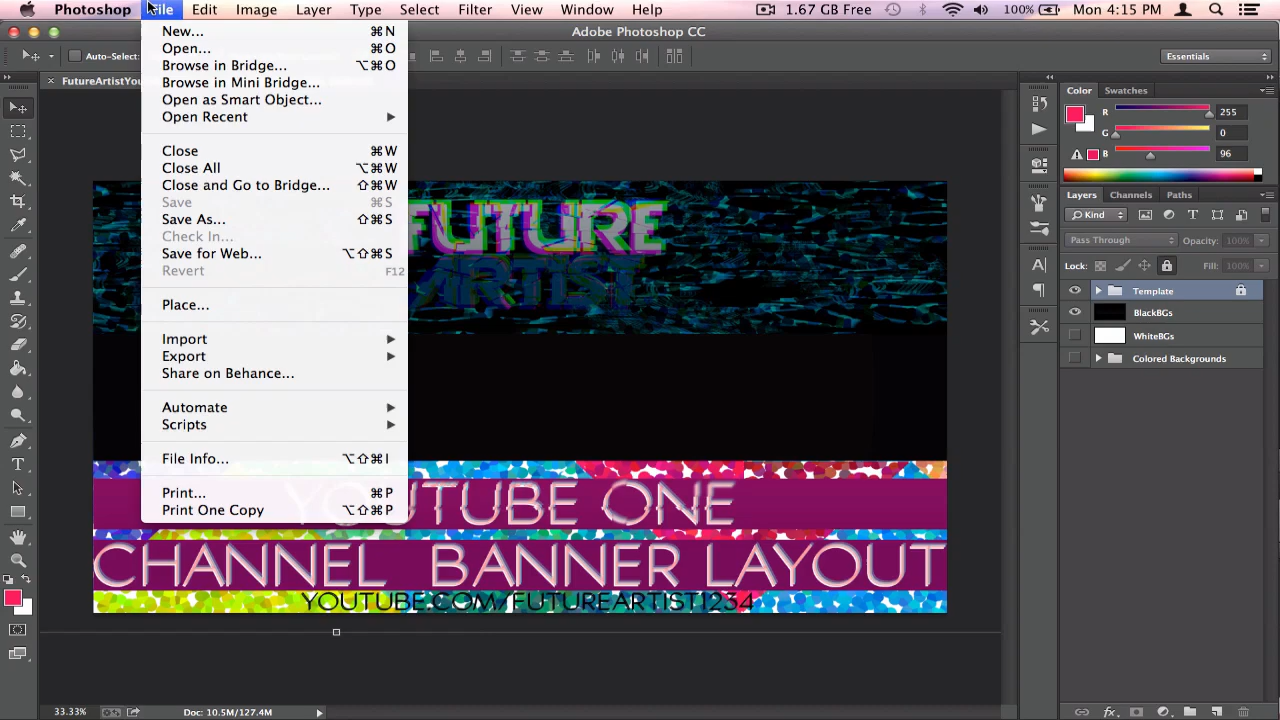 Photoshop File Edit Image Layer Type Select Filter View Window Help 1.67 GB Free 100% Mon 4:15 PM
Adobe Photoshop CC
Auto-Select: Essentials
× FutureArtistYou
New... ⌘N
Open... ⌘O
Browse in Bridge... ⌥⌘O
Browse in Mini Bridge...
Open as Smart Object...
Open Recent
Close ⌘W
Close All ⌥⌘W
Close and Go to Bridge... ⇧⌘W
Save ⌘S
Save As... ⇧⌘S
Check In...
Save for Web... ⌥⇧⌘S
Revert F12
Place...
Import
Export
Share on Behance...
Automate
Scripts
File Info... ⌥⇧⌘I
Print... ⌘P
Print One Copy ⌥⇧⌘P
FUTURE
ARTIST
YOUTUBE ONE
CHANNEL BANNER LAYOUT
YOUTUBE.COM/FUTUREARTIST1234
33.33% Doc: 10.5M/127.4M
Color Swatches
R 255
G 0
B 96
Layers Channels Paths
Kind
Pass Through Opacity: 100%
Lock: Fill: 100%
Template
BlackBGs
WhiteBGs
Colored Backgrounds